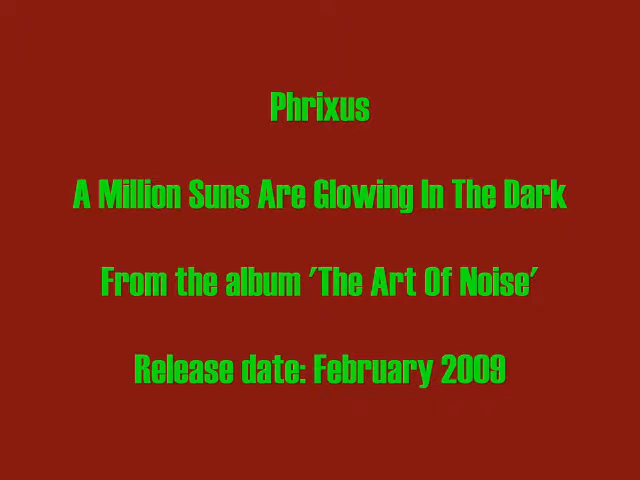 Phrixus
A Million Suns Are Glowing In The Dark
From the album 'The Art Of Noise'
Release date: February 2009